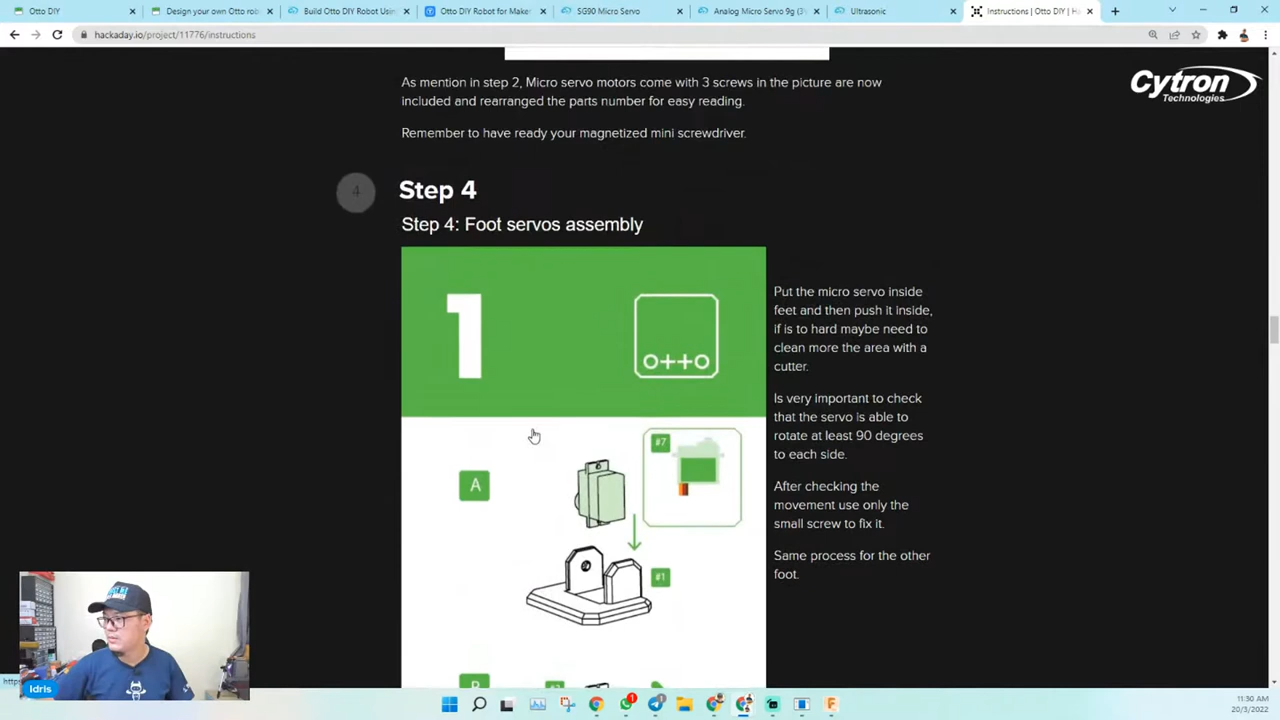 Otto DIY
Design your own Otto rob
Build Otto DIY Robot Using
Otto DIY Robot for Maker
SG90 Micro Servo
Analog Micro Servo 9g (3°
Ultrasonic
Instructions | Otto DIY | Ha
hackaday.io/project/11776/instructions
Cytron
Technologies
As mention in step 2, Micro servo motors come with 3 screws in the picture are now
included and rearranged the parts number for easy reading.
Remember to have ready your magnetized mini screwdriver.
4
Step 4
Step 4: Foot servos assembly
1
O++O
Put the micro servo inside
feet and then push it inside,
if is to hard maybe need to
clean more the area with a
cutter.
Is very important to check
that the servo is able to
rotate at least 90 degrees
to each side.
After checking the
movement use only the
small screw to fix it.
Same process for the other
foot.
A
#7
#1
B
Idris
1
1
11:30 AM
20/3/2022